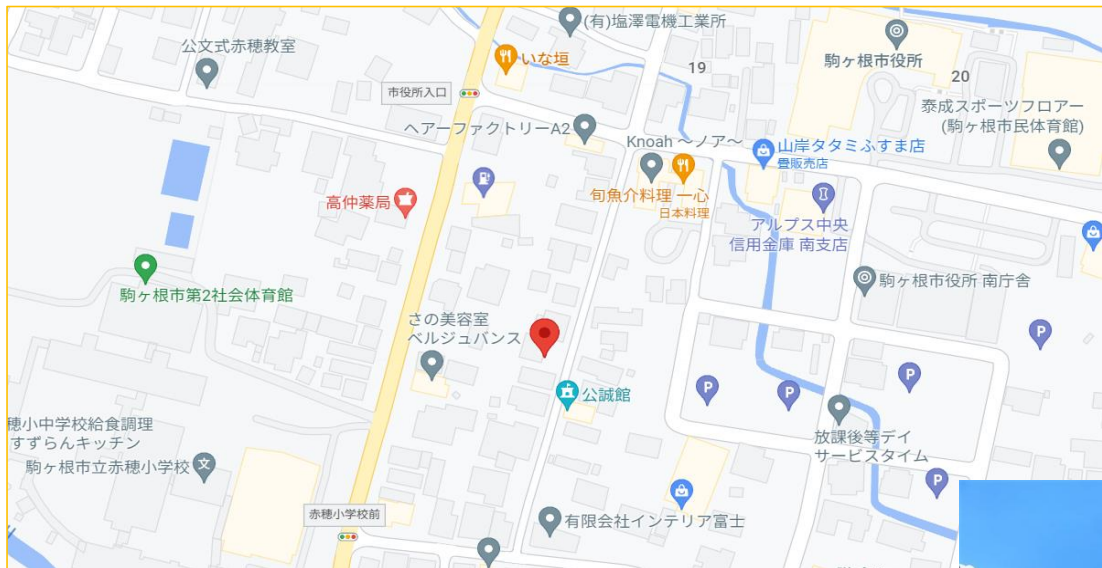 (有)塩澤電機工業所
公文式赤穂教室
いな垣
駒ヶ根市役所
19
20
市役所入口
泰成スポーツフロアー
(駒ヶ根市民体育館)
ヘアーファクトリーA2
Knoah ～ノア～
山岸タタミふすま店
畳販売店
高仲薬局
旬魚介料理 一心
日本料理
アルプス中央
信用金庫 南支店
駒ヶ根市役所 南庁舎
駒ヶ根市第2社会体育館
さの美容室
ベルジュバンス
P
公誠館
P
P
P
穂小中学校給食調理
すずらんキッチン
放課後等デイ
サービスタイム
駒ヶ根市立赤穂小学校
文
P
赤穂小学校前
有限会社インテリア富士